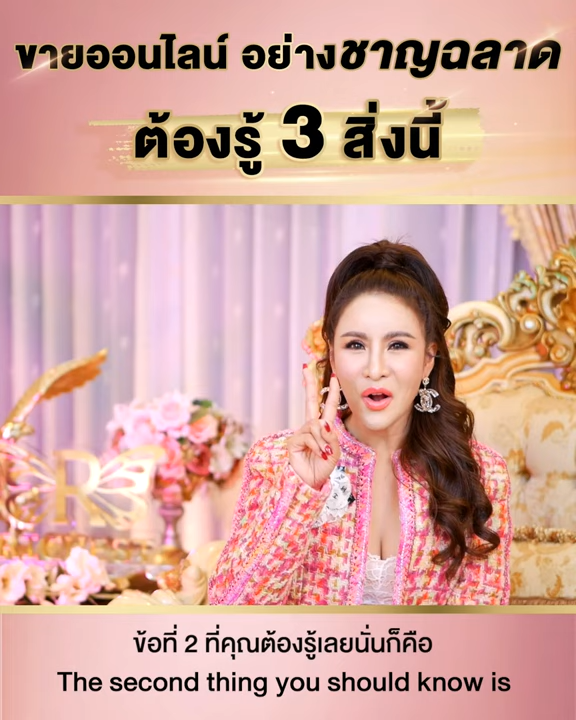 ขายออนไลน์ อย่างชาญฉลาด
ต้องรู้ 3 สิ่งนี้
ข้อที่ 2 ที่คุณต้องรู้เลยนั่นก็คือ
The second thing you should know is